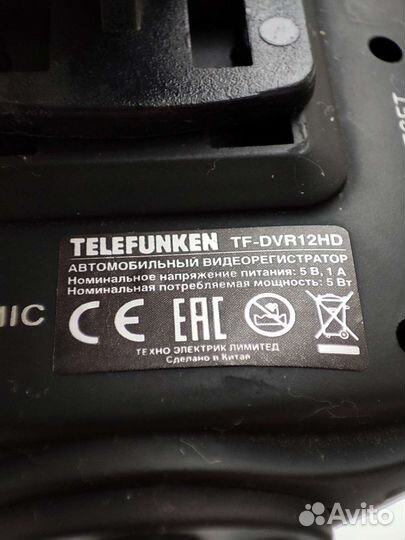 TELEFUNKEN TF-DVR12HD
АВТОМОБИЛЬНЫЙ ВИДЕОРЕГИСТРАТОР
Номинальное напряжение питания: 5 В, 1 А
Номинальная потребляемая мощность: 5 Вт
CE EAC
ТЕХНО ЭЛЕКТРИК ЛИМИТЕД
Сделано в Китае
MIC
RESET
Avito